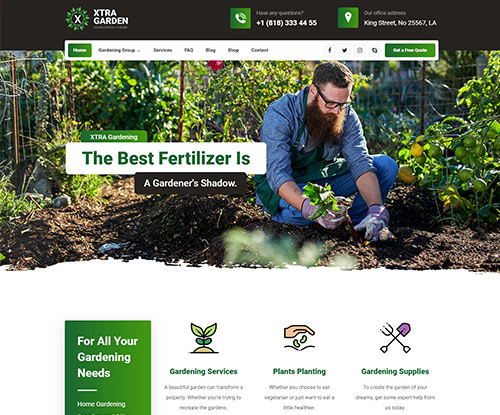 XTRA
GARDEN
Have any questions?
+1 (818) 333 44 55
Our office address
King Street, No 25567, LA
Home
Gardening Group
Services
FAQ
Blog
Shop
Contact
Get a Free Quote
XTRA Gardening
The Best Fertilizer Is
A Gardener's Shadow.
For All Your
Gardening
Needs
Home Gardening
Gardening Services
A beautiful garden can transform a
property. Whether you're trying to
recreate the gardens,
Plants Planting
Whether you choose to eat
vegetarian or just want to eat a
little healthier.
Gardening Supplies
To create the garden of your
dreams, get some expert help from
us today.